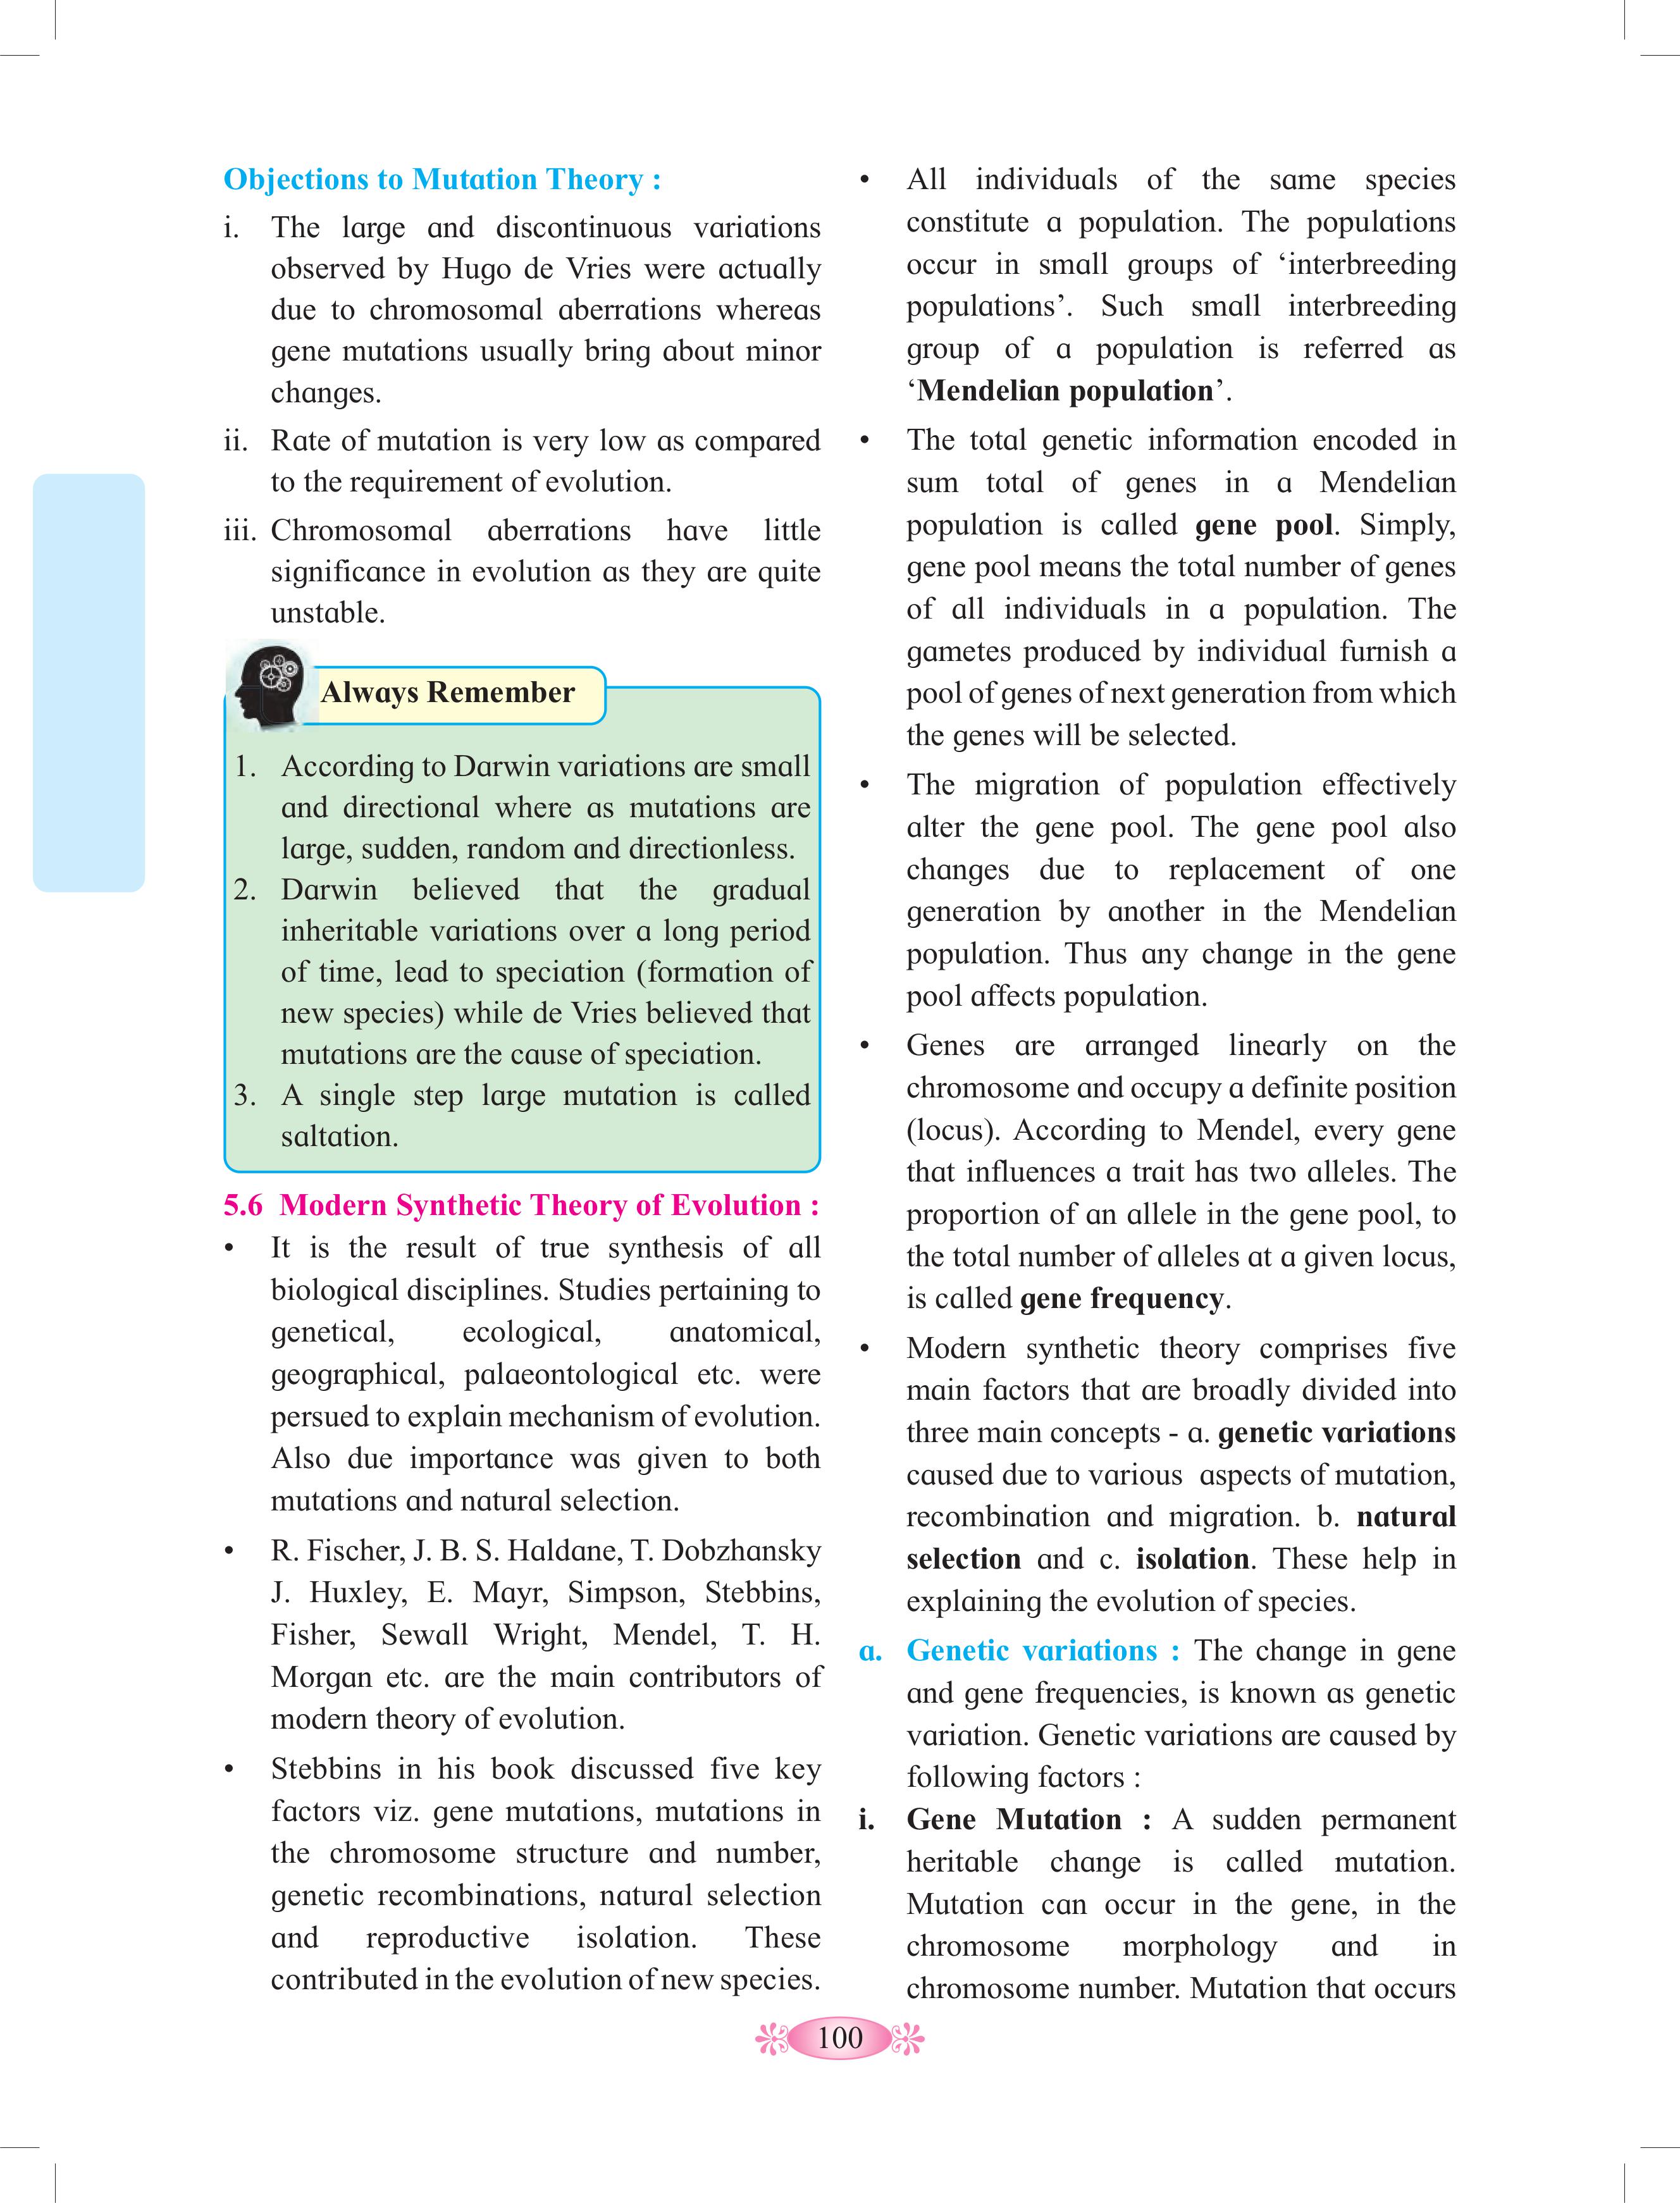 Objections to Mutation Theory :
i. The large and discontinuous variations
observed by Hugo de Vries were actually
due to chromosomal aberrations whereas
gene mutations usually bring about minor
changes.
ii. Rate of mutation is very low as compared
to the requirement of evolution.
iii. Chromosomal aberrations have little
significance in evolution as they are quite
unstable.
Always Remember
1. According to Darwin variations are small
and directional where as mutations are
large, sudden, random and directionless.
2. Darwin believed that the gradual
inheritable variations over a long period
of time, lead to speciation (formation of
new species) while de Vries believed that
mutations are the cause of speciation.
3. A single step large mutation is called
saltation.
5.6 Modern Synthetic Theory of Evolution :
• It is the result of true synthesis of all
biological disciplines. Studies pertaining to
genetical, ecological, anatomical,
geographical, palaeontological etc. were
persued to explain mechanism of evolution.
Also due importance was given to both
mutations and natural selection.
• R. Fischer, J. B. S. Haldane, T. Dobzhansky
J. Huxley, E. Mayr, Simpson, Stebbins,
Fisher, Sewall Wright, Mendel, T. H.
Morgan etc. are the main contributors of
modern theory of evolution.
• Stebbins in his book discussed five key
factors viz. gene mutations, mutations in
the chromosome structure and number,
genetic recombinations, natural selection
and reproductive isolation. These
contributed in the evolution of new species.
• All individuals of the same species
constitute a population. The populations
occur in small groups of ‘interbreeding
populations’. Such small interbreeding
group of a population is referred as
‘Mendelian population’.
• The total genetic information encoded in
sum total of genes in a Mendelian
population is called gene pool. Simply,
gene pool means the total number of genes
of all individuals in a population. The
gametes produced by individual furnish a
pool of genes of next generation from which
the genes will be selected.
• The migration of population effectively
alter the gene pool. The gene pool also
changes due to replacement of one
generation by another in the Mendelian
population. Thus any change in the gene
pool affects population.
• Genes are arranged linearly on the
chromosome and occupy a definite position
(locus). According to Mendel, every gene
that influences a trait has two alleles. The
proportion of an allele in the gene pool, to
the total number of alleles at a given locus,
is called gene frequency.
• Modern synthetic theory comprises five
main factors that are broadly divided into
three main concepts - a. genetic variations
caused due to various aspects of mutation,
recombination and migration. b. natural
selection and c. isolation. These help in
explaining the evolution of species.
a. Genetic variations : The change in gene
and gene frequencies, is known as genetic
variation. Genetic variations are caused by
following factors :
i. Gene Mutation : A sudden permanent
heritable change is called mutation.
Mutation can occur in the gene, in the
chromosome morphology and in
chromosome number. Mutation that occurs
100